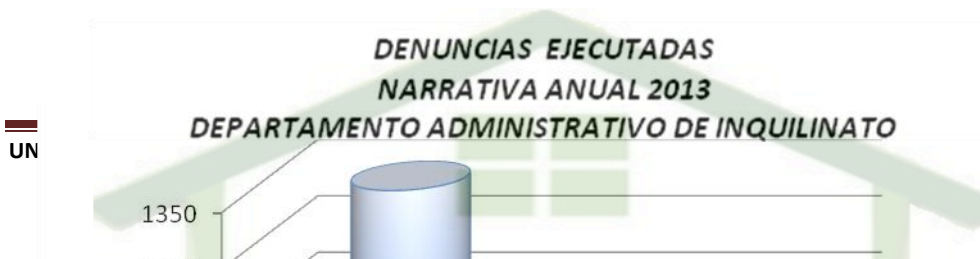 DENUNCIAS EJECUTADAS
NARRATIVA ANUAL 2013
DEPARTAMENTO ADMINISTRATIVO DE INQUILINATO
UN
1350